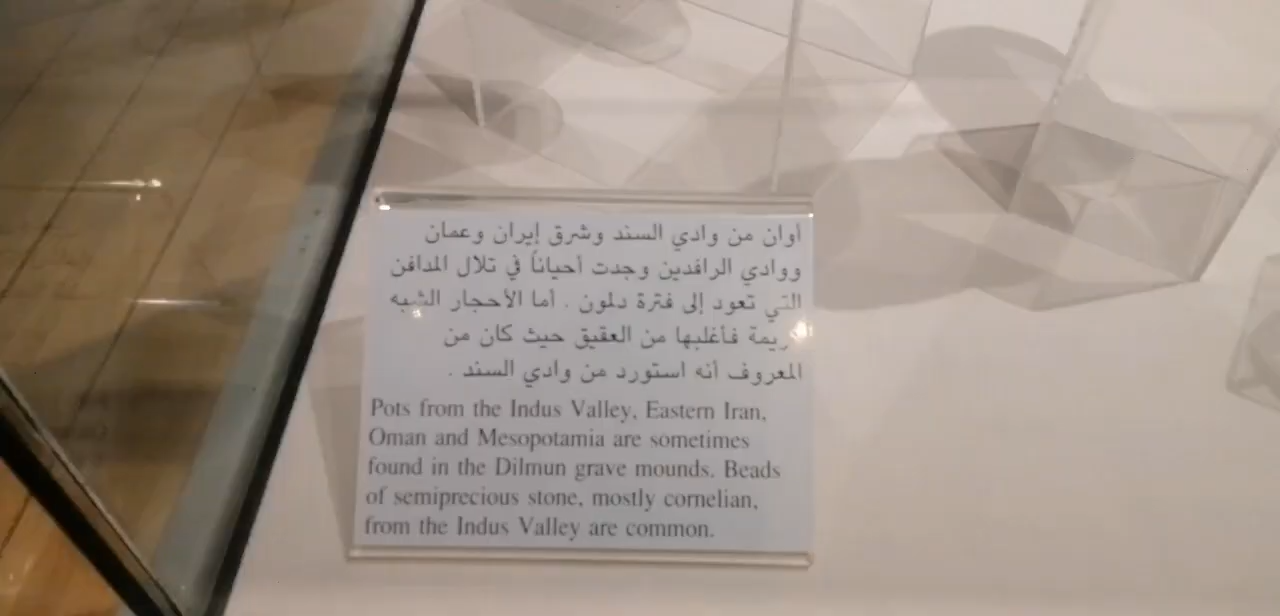 أوان من وادي السند وشرق إيران وعمان
ووادي الرافدين وجدت أحياناً في تلال المدافن
التي تعود إلى فترة دلمون . أما الأحجار الشبه
فأغلبها من العقيق حيث كان من
المعروف أنه استورد من وادي السند .
Pots from the Indus Valley, Eastern Iran,
Oman and Mesopotamia are sometimes
found in the Dilmun grave mounds. Beads
of semiprecious stone, mostly cornelian,
from the Indus Valley are common.